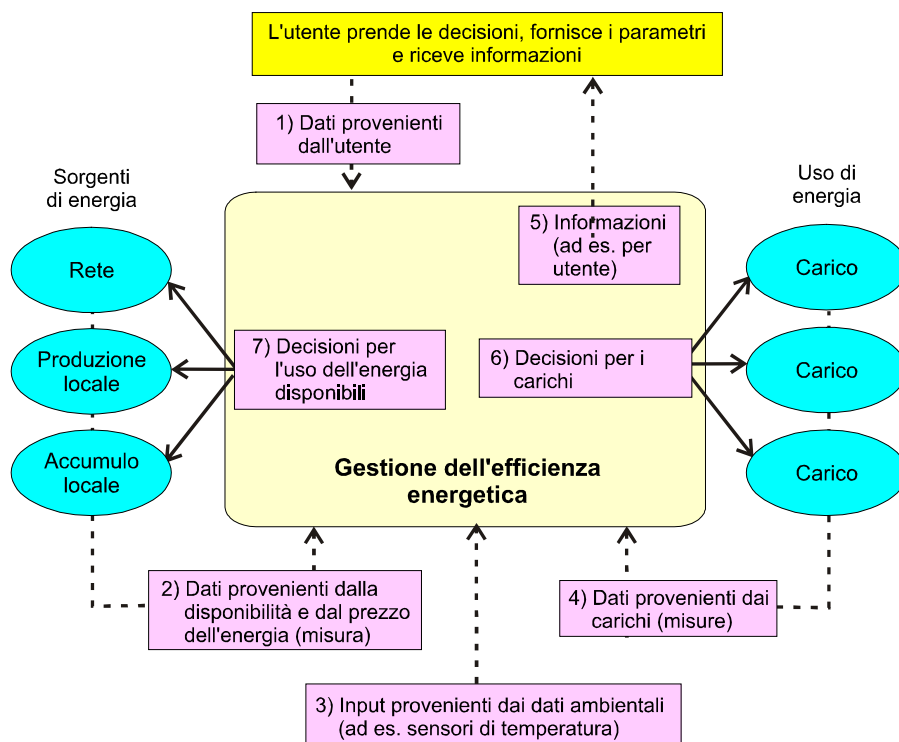 L'utente prende le decisioni, fornisce i parametri
e riceve informazioni
1) Dati provenienti
dall'utente
Sorgenti
di energia
Uso di
energia
5) Informazioni
(ad es. per
utente)
Rete
Produzione
locale
Accumulo
locale
7) Decisioni per
l'uso dell'energia
disponibili
6) Decisioni per i
carichi
Carico
Carico
Carico
Gestione dell'efficienza
energetica
2) Dati provenienti dalla
disponibilità e dal prezzo
dell'energia (misura)
4) Dati provenienti dai
carichi (misure)
3) Input provenienti dai dati ambientali
(ad es. sensori di temperatura)